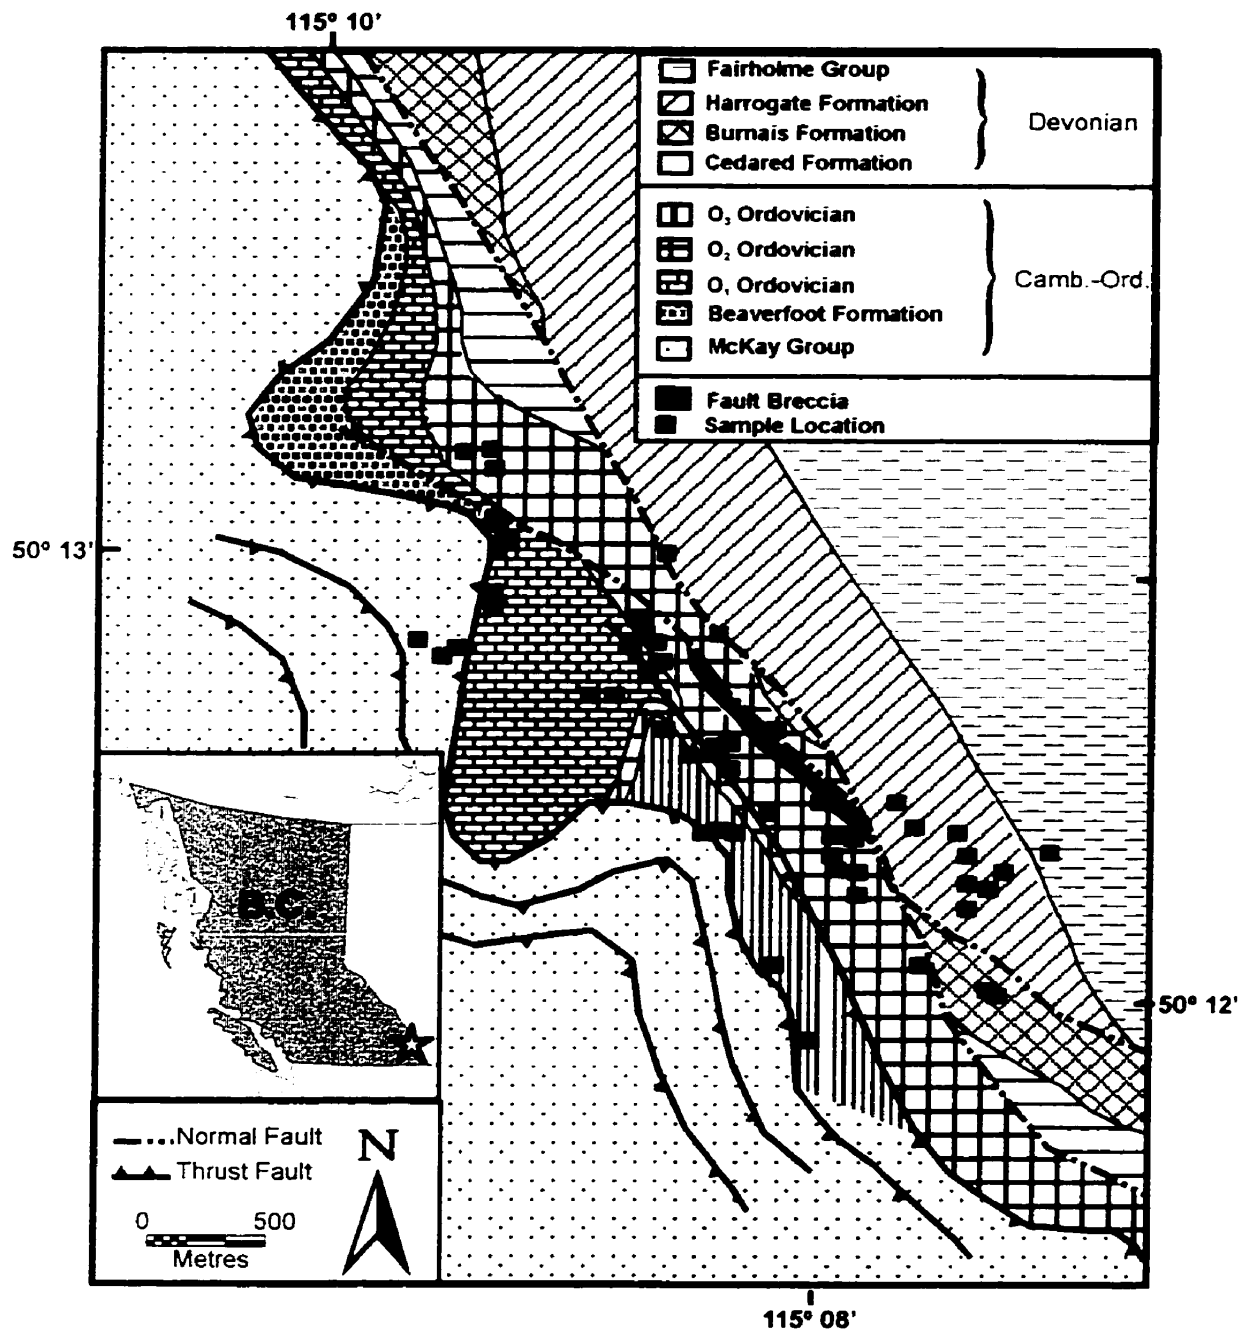 115° 10'
Fairholme Group
Harrogate Formation
Burnais Formation
Cedared Formation
Devonian
O₃ Ordovician
O₂ Ordovician
O₁ Ordovician
Beaverfoot Formation
McKay Group
Camb.-Ord.
Fault Breccia
Sample Location
50° 13'
B.C.
50° 12'
Normal Fault
Thrust Fault
N
0 500
Metres
115° 08'